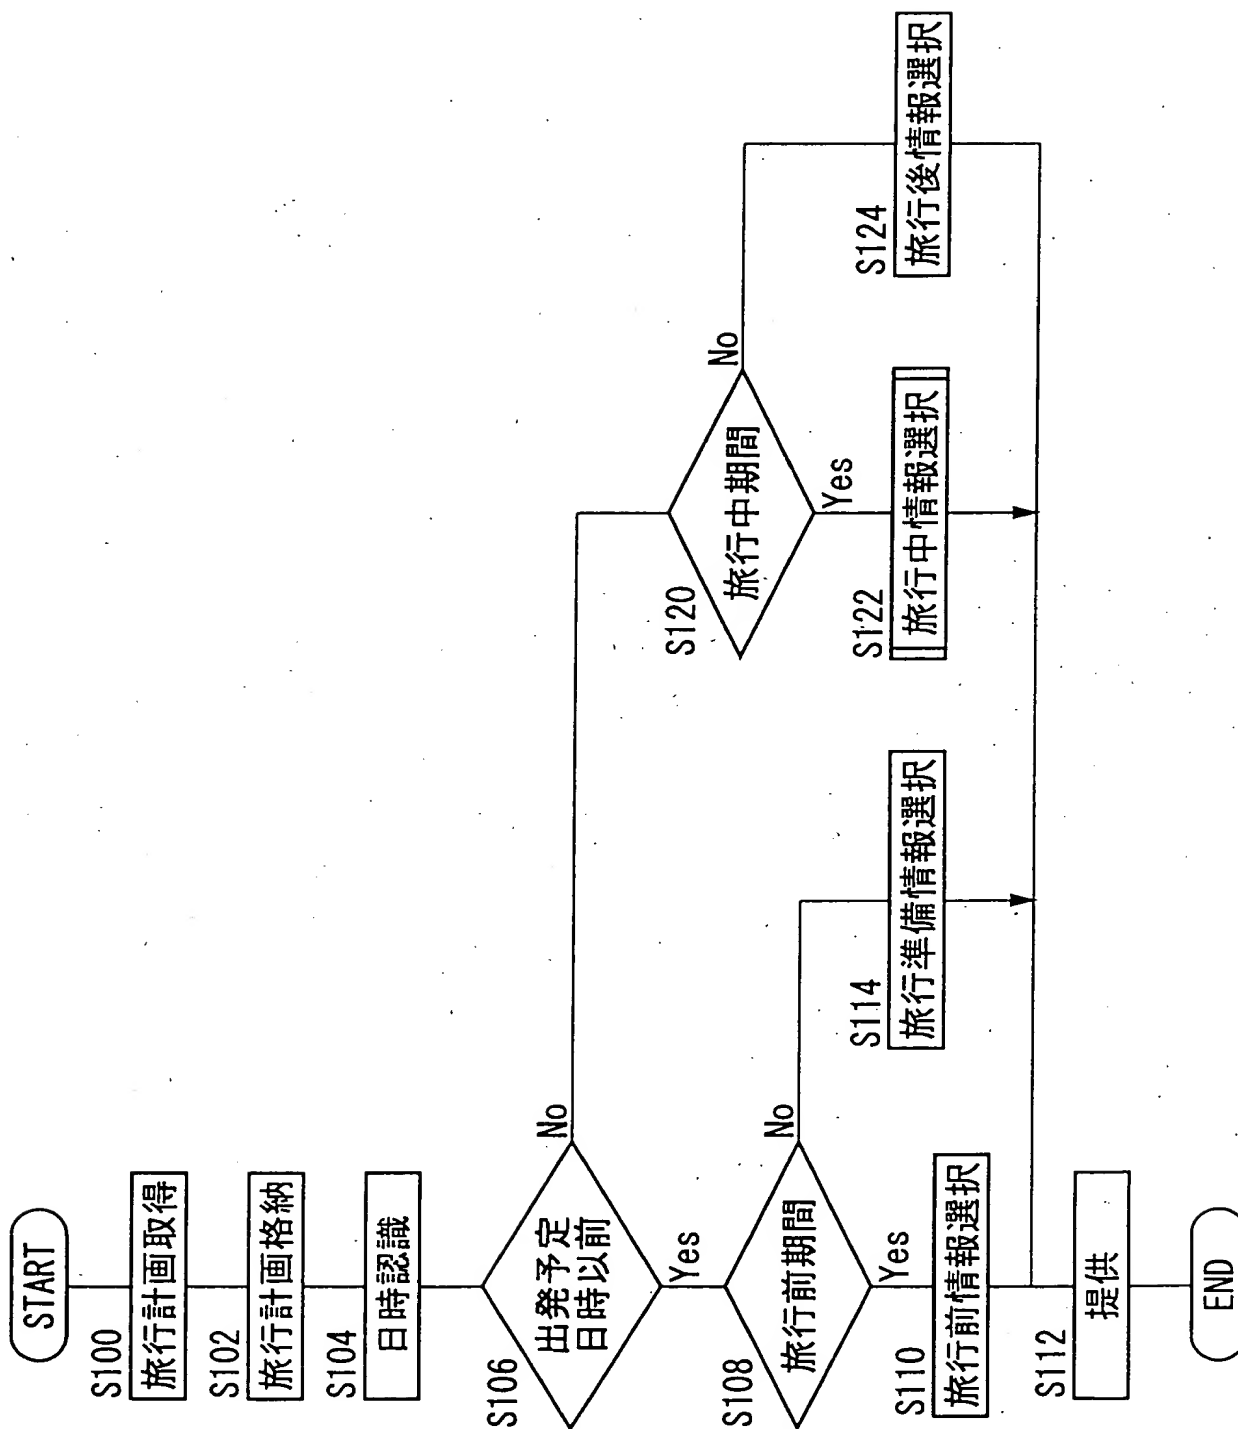 START
S100
旅行計画取得
S102
旅行計画格納
S104
日時認識
S106
出発予定
日時以前
No
Yes
S108
旅行前期間
No
Yes
S110
旅行前情報選択
S114
旅行準備情報選択
S120
旅行中期間
No
Yes
S122
旅行中情報選択
S124
旅行後情報選択
S112
提供
END